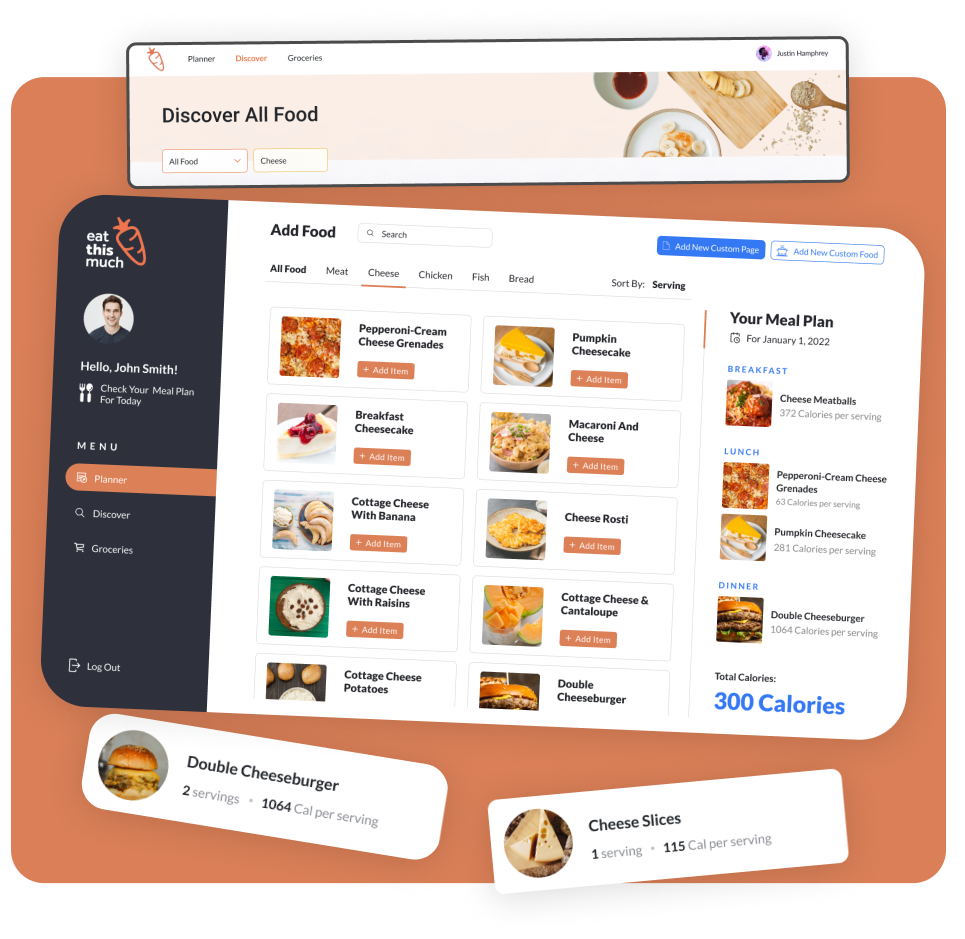 Planner
Discover
Groceries
Justin Hamphrey
Discover All Food
All Food
Cheese
eat
this
much
Hello, John Smith!
Check Your Meal Plan
For Today
MENU
Planner
Discover
Groceries
Log Out
Add Food
Search
Add New Custom Page
Add New Custom Food
All Food
Meat
Cheese
Chicken
Fish
Bread
Sort By: Serving
Pepperoni-Cream
Cheese Grenades
+ Add Item
Pumpkin
Cheesecake
+ Add Item
Breakfast
Cheesecake
+ Add Item
Macaroni And
Cheese
+ Add Item
Cottage Cheese
With Banana
+ Add Item
Cheese Rosti
+ Add Item
Cottage Cheese
With Raisins
+ Add Item
Cottage Cheese &
Cantaloupe
+ Add Item
Cottage Cheese
Potatoes
Double
Cheeseburger
Your Meal Plan
For January 1, 2022
BREAKFAST
Cheese Meatballs
372 Calories per serving
LUNCH
Pepperoni-Cream Cheese
Grenades
63 Calories per serving
Pumpkin Cheesecake
281 Calories per serving
DINNER
Double Cheeseburger
1064 Calories per serving
Total Calories:
300 Calories
Double Cheeseburger
2 servings • 1064 Cal per serving
Cheese Slices
1 serving • 115 Cal per serving